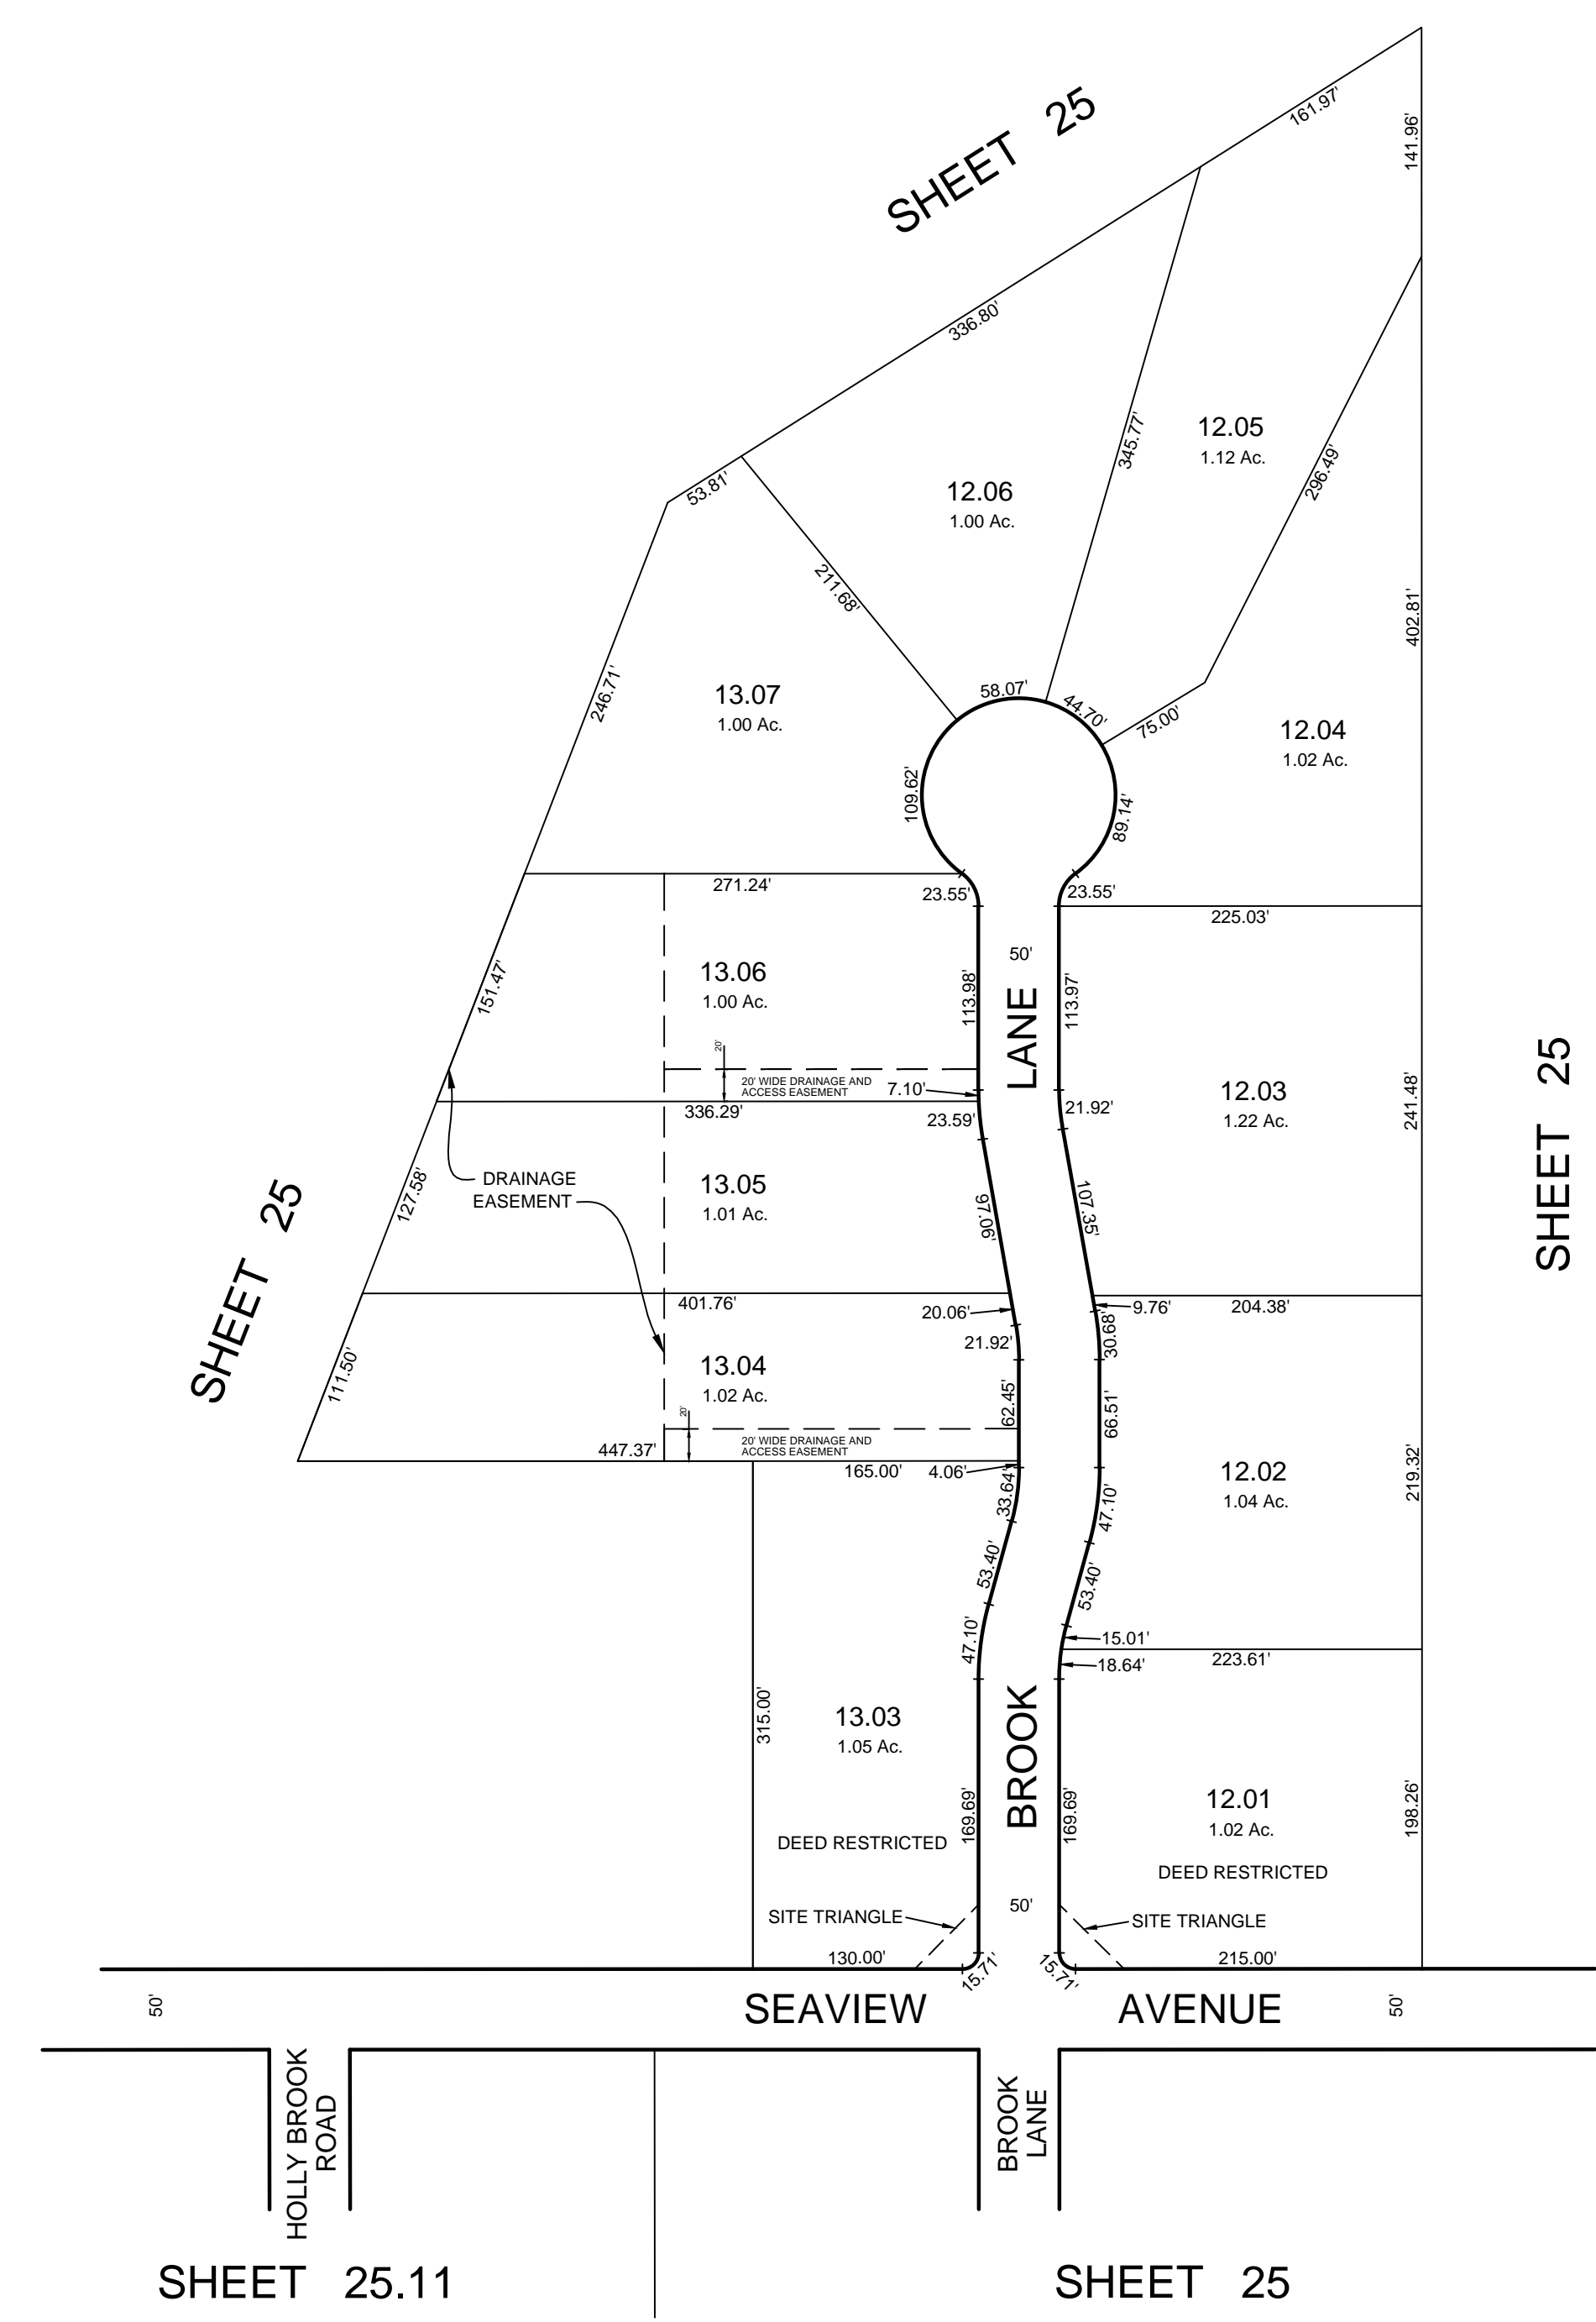 SHEET 25
161.97'
141.96'
336.80'
53.81'
345.77'
12.05
1.12 Ac.
296.49'
12.06
1.00 Ac.
211.68'
402.81'
246.71'
13.07
1.00 Ac.
58.07'
44.70'
75.00'
12.04
1.02 Ac.
109.62'
89.14'
271.24'
23.55'
23.55'
225.03'
50'
151.47'
13.06
1.00 Ac.
113.98'
LANE
113.97'
20'
20' WIDE DRAINAGE AND
ACCESS EASEMENT
7.10'
336.29'
23.59'
21.92'
12.03
1.22 Ac.
241.48'
SHEET 25
DRAINAGE
EASEMENT
127.58'
13.05
1.01 Ac.
97.06'
107.35'
SHEET 25
401.76'
20.06'
9.76'
204.38'
21.92'
30.68'
111.50'
13.04
1.02 Ac.
62.45'
66.51'
20'
20' WIDE DRAINAGE AND
ACCESS EASEMENT
447.37'
165.00'
4.06'
33.64'
47.10'
12.02
1.04 Ac.
219.32'
53.40'
53.40'
47.10'
15.01'
18.64'
223.61'
315.00'
13.03
1.05 Ac.
BROOK
169.69'
169.69'
12.01
1.02 Ac.
198.26'
DEED RESTRICTED
DEED RESTRICTED
SITE TRIANGLE
50'
SITE TRIANGLE
130.00'
15.71'
15.71'
215.00'
50'
SEAVIEW AVENUE
50'
HOLLY BROOK
ROAD
BROOK
LANE
SHEET 25.11
SHEET 25